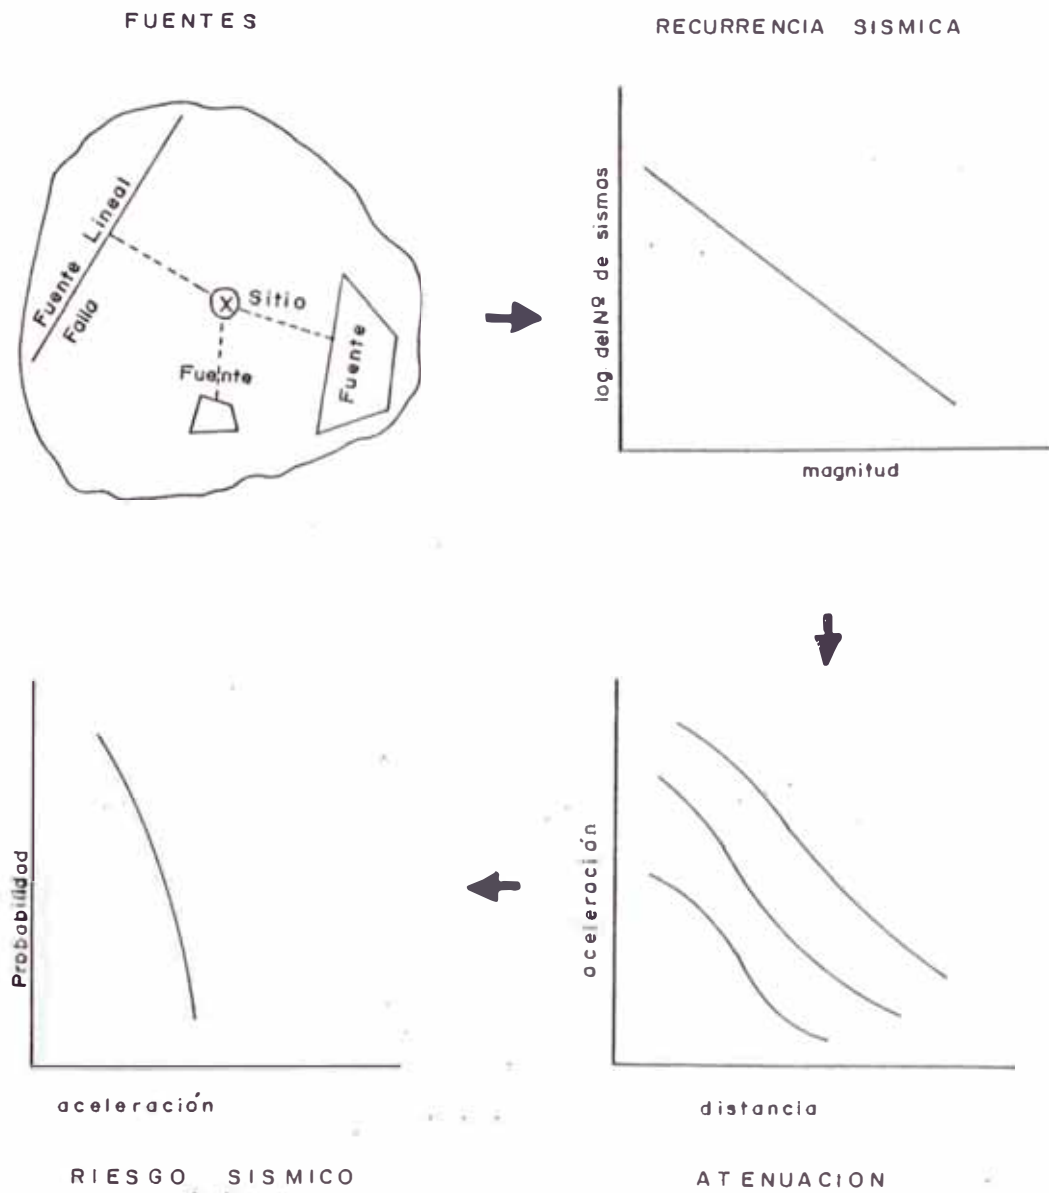 FUENTES
RECURRENCIA SISMICA
Fuente Lineal
Falla
Sitio
Fuente
Fuente
log. del Nº de sismos
magnitud
Probabilidad
aceleración
RIESGO SISMICO
aceleración
distancia
ATENUACION